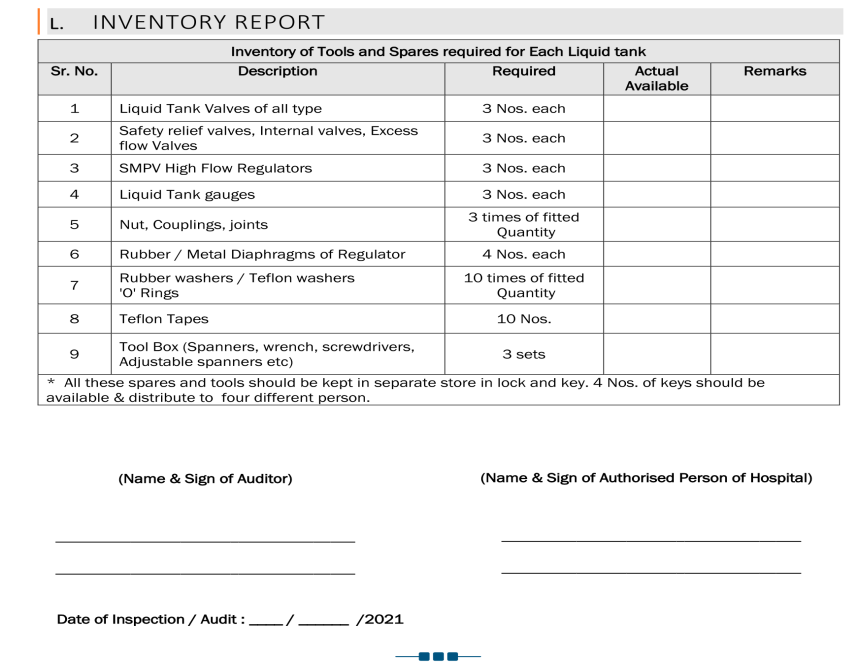 L. INVENTORY REPORT
Inventory of Tools and Spares required for Each Liquid tank
Sr. No. Description Required Actual Available Remarks
1 Liquid Tank Valves of all type 3 Nos. each
2 Safety relief valves, Internal valves, Excess flow Valves 3 Nos. each
3 SMPV High Flow Regulators 3 Nos. each
4 Liquid Tank gauges 3 Nos. each
5 Nut, Couplings, joints 3 times of fitted Quantity
6 Rubber / Metal Diaphragms of Regulator 4 Nos. each
7 Rubber washers / Teflon washers 'O' Rings 10 times of fitted Quantity
8 Teflon Tapes 10 Nos.
9 Tool Box (Spanners, wrench, screwdrivers, Adjustable spanners etc) 3 sets
* All these spares and tools should be kept in separate store in lock and key. 4 Nos. of keys should be
available & distribute to four different person.
(Name & Sign of Auditor) (Name & Sign of Authorised Person of Hospital)
Date of Inspection / Audit : ____ / ______ /2021